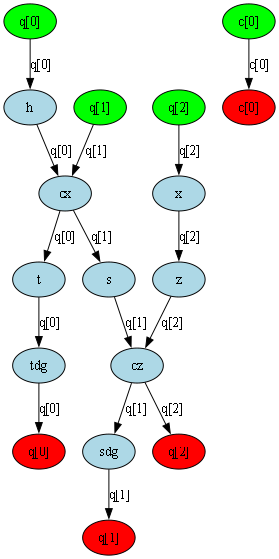 q[0] c[0]
q[0] c[0]
h q[1] q[2] c[0]
q[0] q[1] q[2]
cx x
q[0] q[1] q[2]
t s z
q[0] q[1] q[2]
tdg cz
q[0] q[1] q[2]
q[0] sdg q[2]
q[1]
q[1]